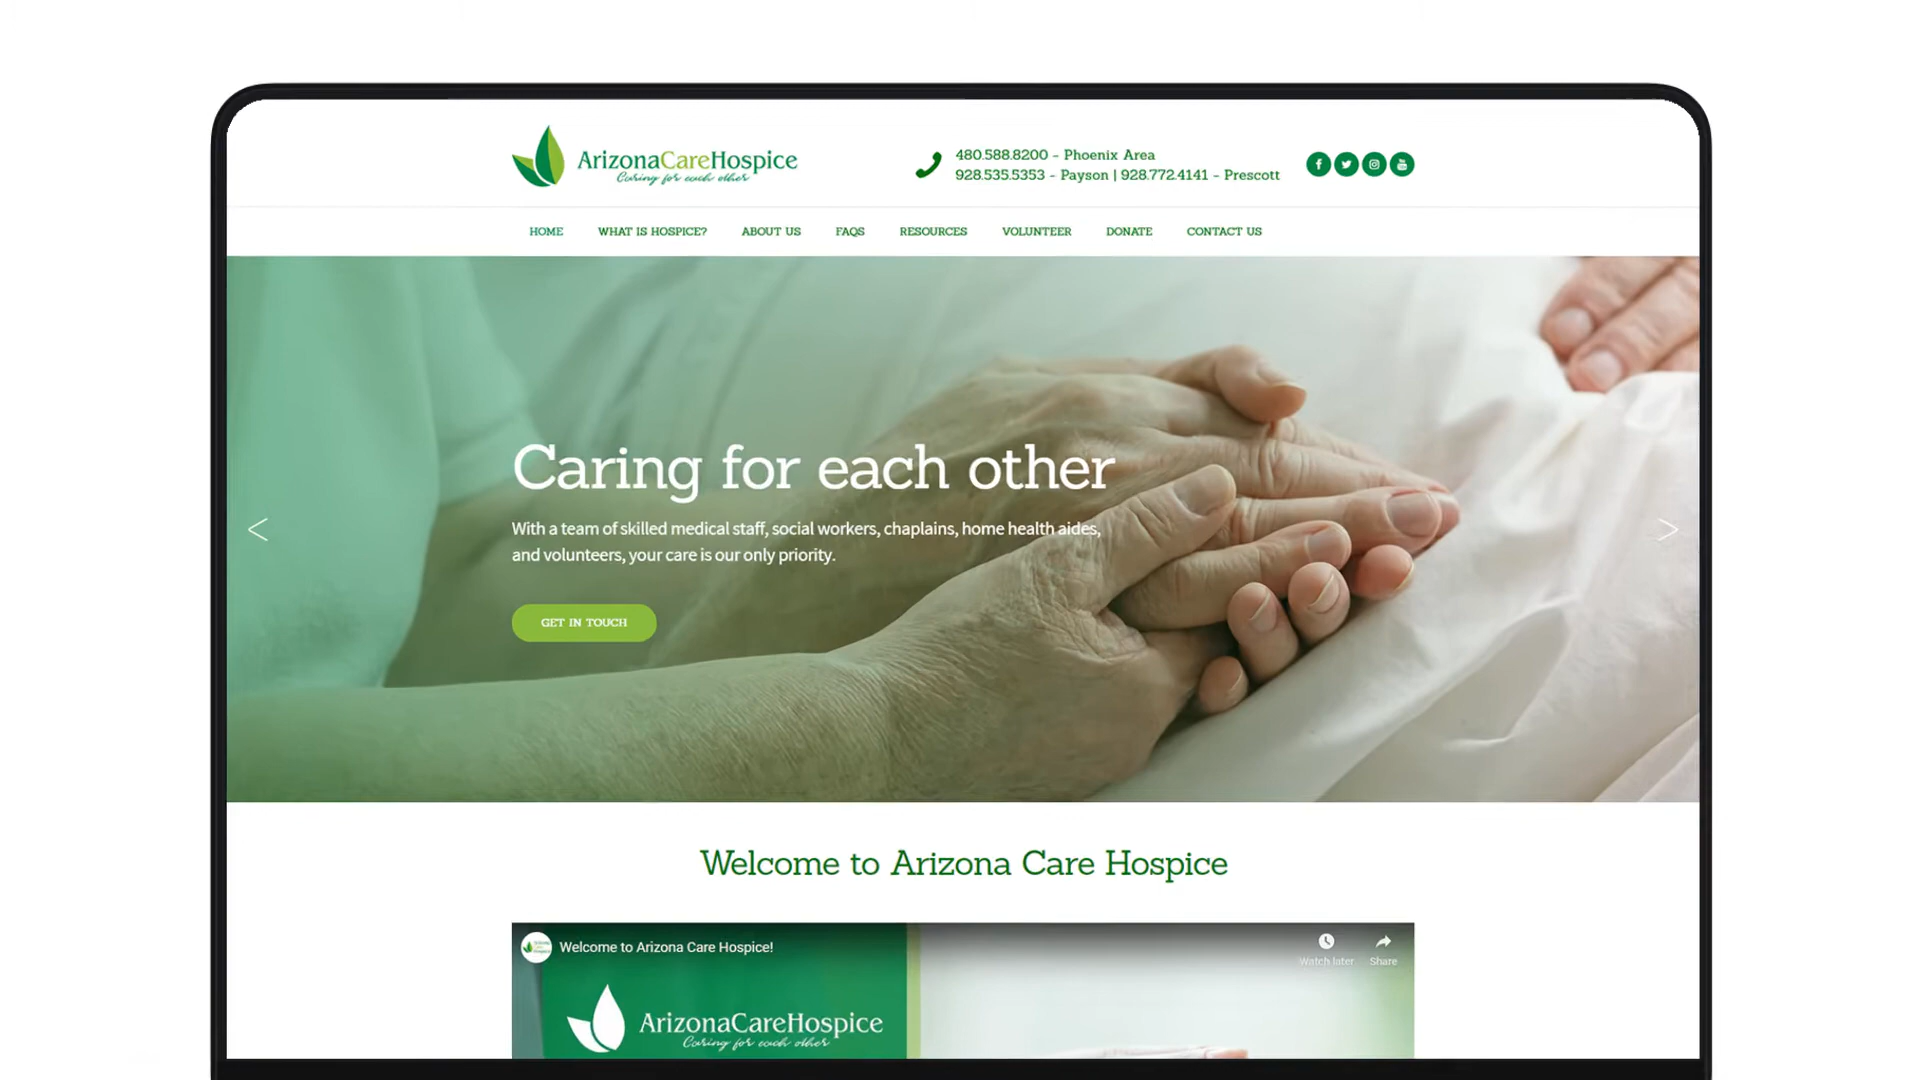 ArizonaCareHospice
Caring for each other
480.588.8200 - Phoenix Area
928.535.5353 - Payson | 928.772.4141 - Prescott
HOME WHAT IS HOSPICE? ABOUT US FAQS RESOURCES VOLUNTEER DONATE CONTACT US
Caring for each other
With a team of skilled medical staff, social workers, chaplains, home health aides,
and volunteers, your care is our only priority.
GET IN TOUCH
Welcome to Arizona Care Hospice
Welcome to Arizona Care Hospice!
Watch later Share
ArizonaCareHospice
Caring for each other